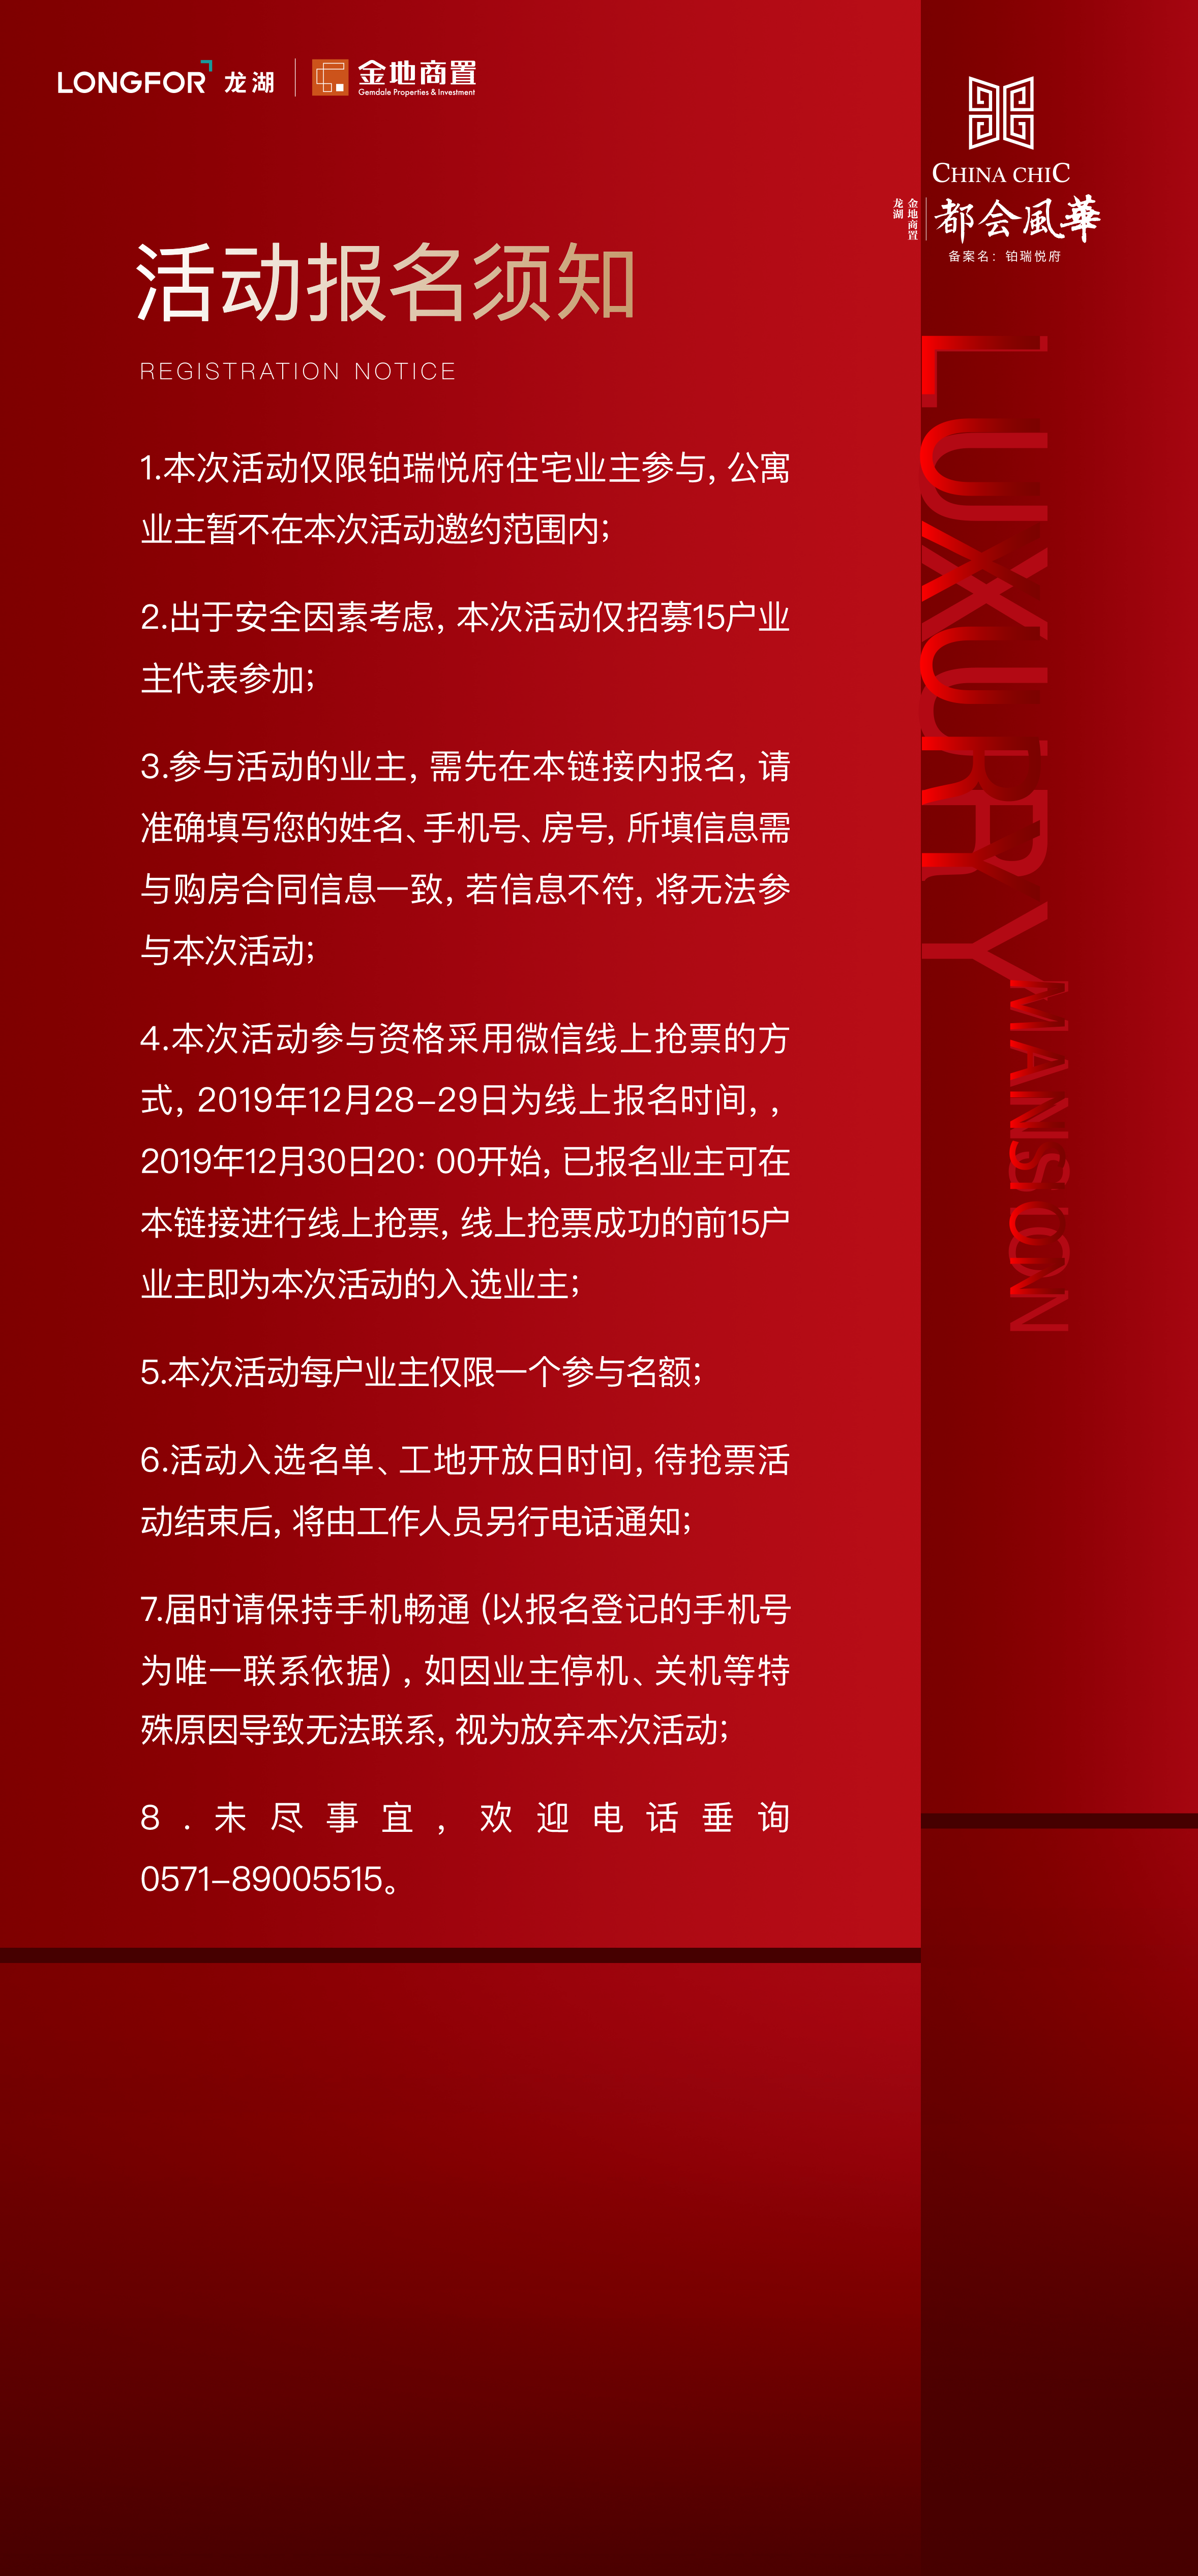 LONGFOR 龙湖 金地商置
Gemdale Properties & Investment
CHINA CHIC
龙湖 金地商置 都会風華
备案名：铂瑞悦府
活动报名须知
REGISTRATION NOTICE
1.本次活动仅限铂瑞悦府住宅业主参与，公寓
业主暂不在本次活动邀约范围内；
2.出于安全因素考虑，本次活动仅招募15户业
主代表参加；
3.参与活动的业主，需先在本链接内报名，请
准确填写您的姓名、手机号、房号，所填信息需
与购房合同信息一致，若信息不符，将无法参
与本次活动；
4.本次活动参与资格采用微信线上抢票的方
式，2019年12月28-29日为线上报名时间，，
2019年12月30日20：00开始，已报名业主可在
本链接进行线上抢票，线上抢票成功的前15户
业主即为本次活动的入选业主；
5.本次活动每户业主仅限一个参与名额；
6.活动入选名单、工地开放日时间，待抢票活
动结束后，将由工作人员另行电话通知；
7.届时请保持手机畅通（以报名登记的手机号
为唯一联系依据），如因业主停机、关机等特
殊原因导致无法联系，视为放弃本次活动；
8.未尽事宜，欢迎电话垂询
0571-89005515。
LUXURY
MANSION